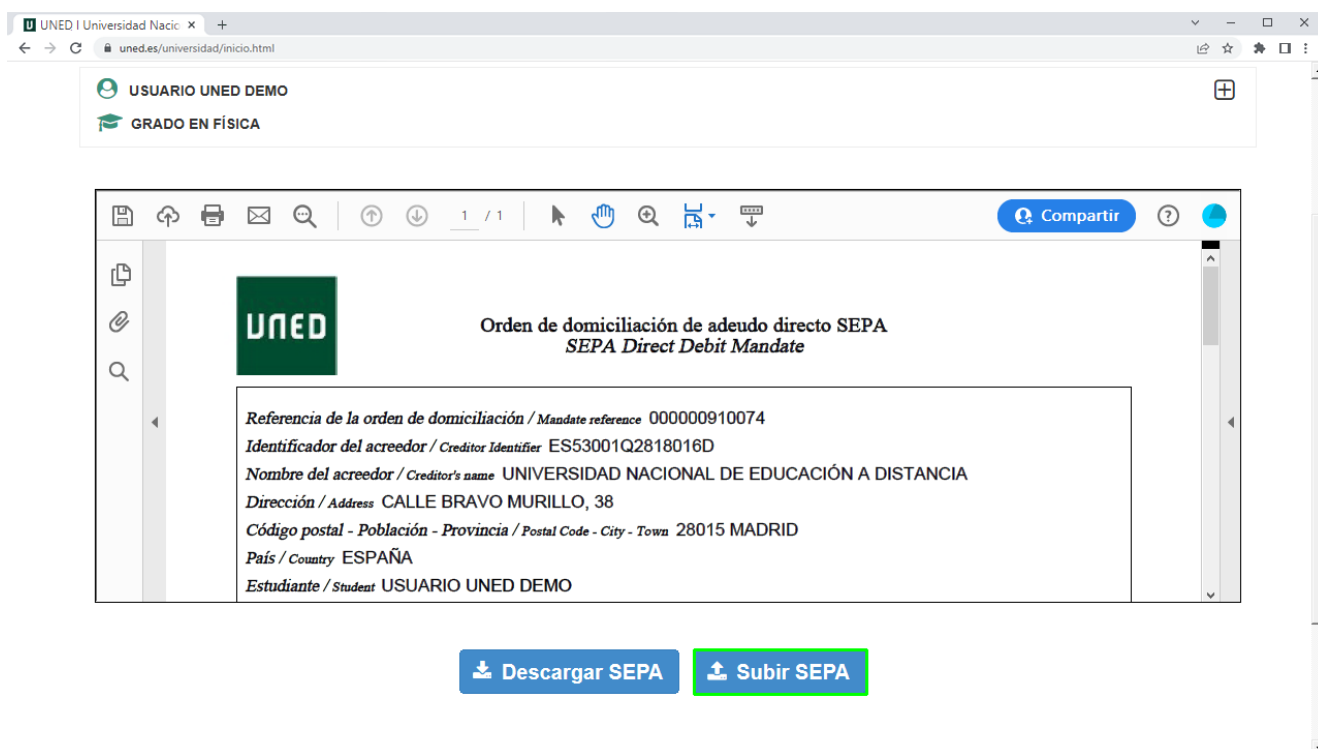 UNED I Universidad Nacio
uned.es/universidad/inicio.html
USUARIO UNED DEMO
GRADO EN FÍSICA
1 / 1
Compartir
UNED
Orden de domiciliación de adeudo directo SEPA
SEPA Direct Debit Mandate
Referencia de la orden de domiciliación / Mandate reference 000000910074
Identificador del acreedor / Creditor Identifier ES53001Q2818016D
Nombre del acreedor / Creditor's name UNIVERSIDAD NACIONAL DE EDUCACIÓN A DISTANCIA
Dirección / Address CALLE BRAVO MURILLO, 38
Código postal - Población - Provincia / Postal Code - City - Town 28015 MADRID
País / Country ESPAÑA
Estudiante / Student USUARIO UNED DEMO
Descargar SEPA
Subir SEPA